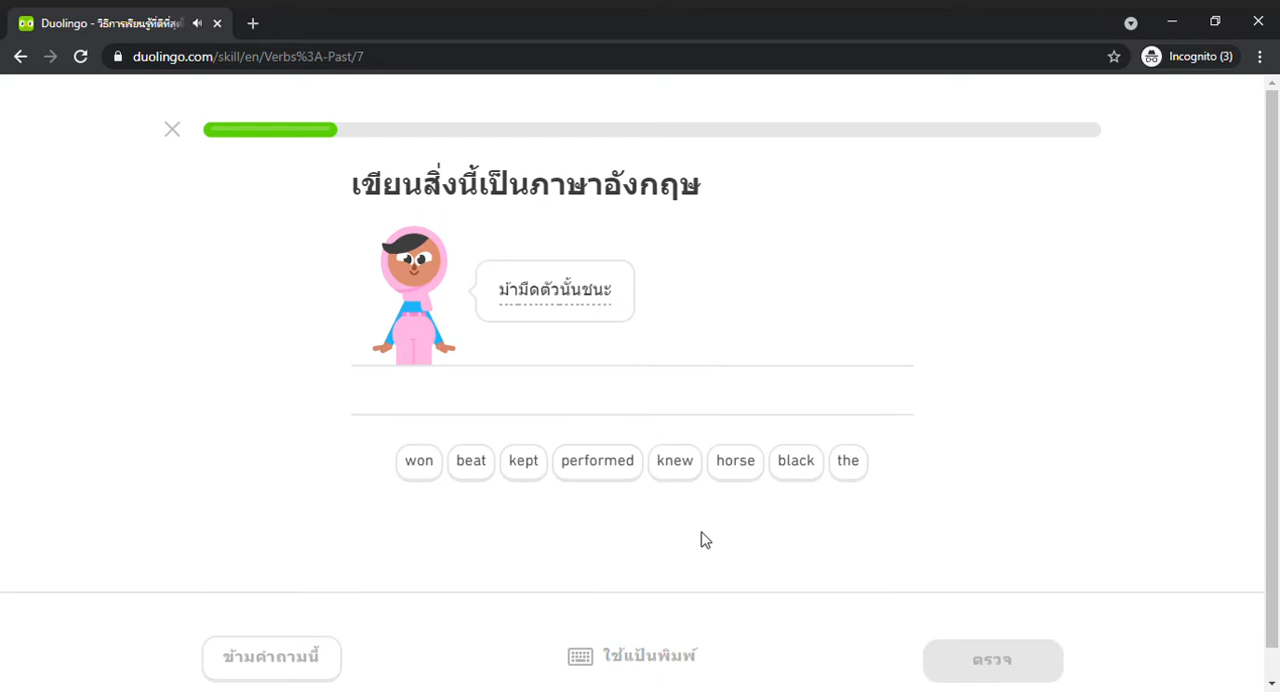 Duolingo - วิธีการเรียนรู้ที่ดีที่สุด
duolingo.com/skill/en/Verbs%3A-Past/7
Incognito (3)
เขียนสิ่งนี้เป็นภาษาอังกฤษ
ม้ามืดตัวนั้นชนะ
won beat kept performed knew horse black the
ข้ามคำถามนี้
ใช้แป้นพิมพ์
ตรวจ